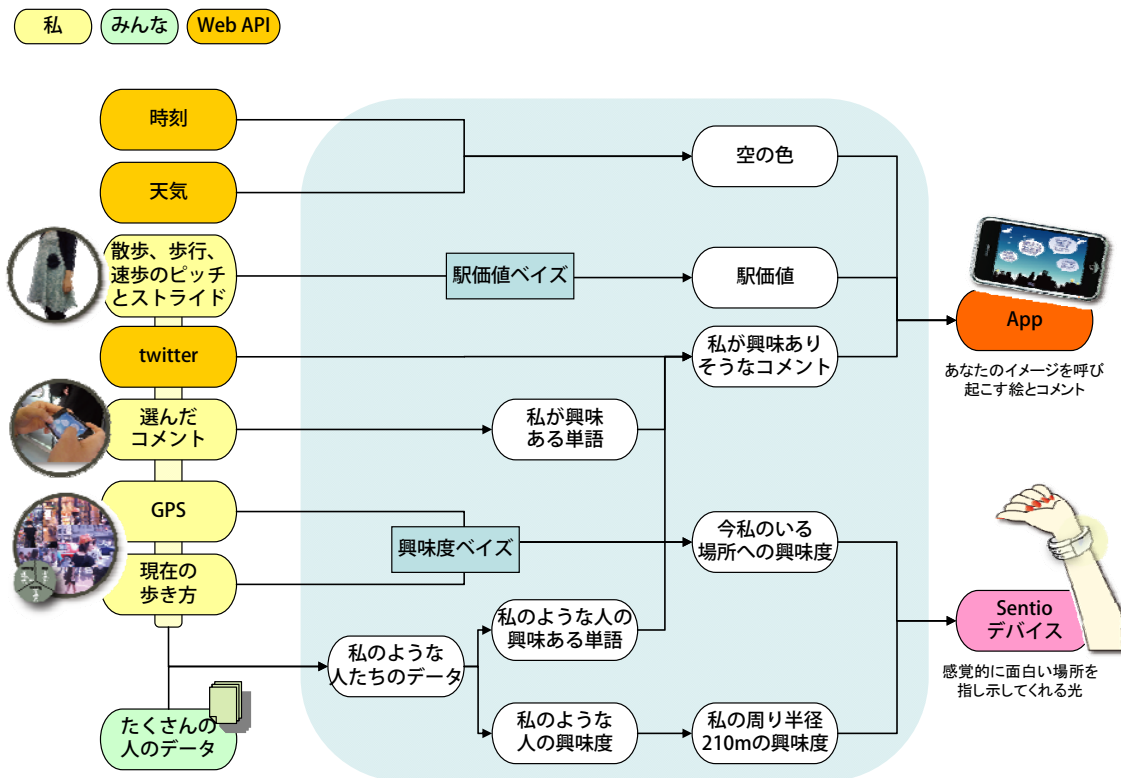 私
みんな
Web API
時刻
天気
散歩、歩行、
速歩のピッチ
とストライド
twitter
選んだ
コメント
GPS
現在の
歩き方
たくさんの
人のデータ
駅価値ベイズ
興味度ベイズ
私が興味
ある単語
私のような
人たちのデータ
私のような人の
興味ある単語
私のような
人の興味度
空の色
駅価値
私が興味あり
そうなコメント
今私のいる
場所への興味度
私の周り半径
210mの興味度
App
あなたのイメージを呼び
起こす絵とコメント
Sentio
デバイス
感覚的に面白い場所を
指し示してくれる光